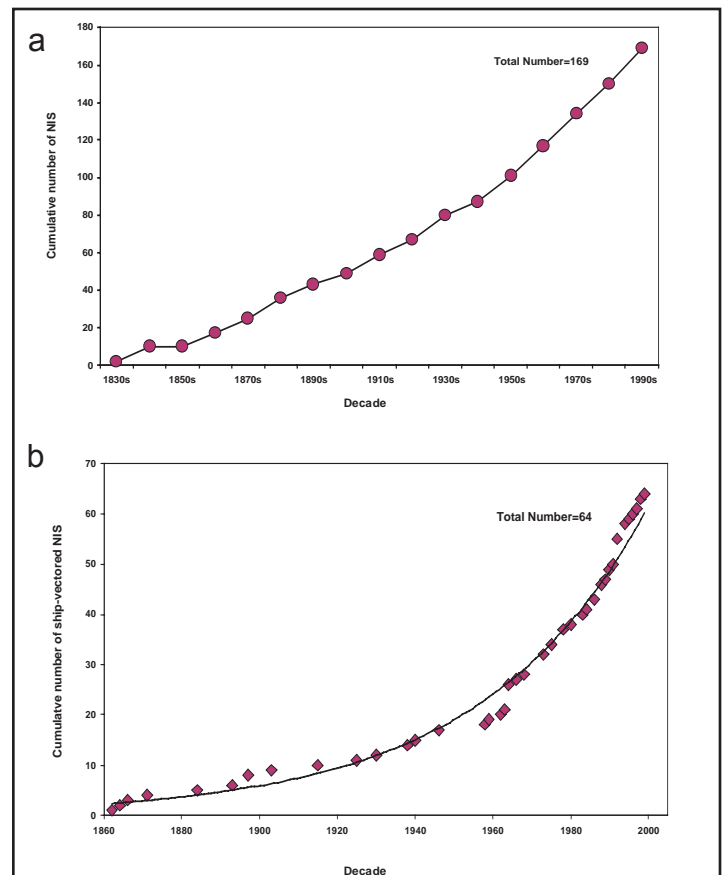 a
180
160
140
120
100
80
60
40
20
0
Cumulative number of NIS
Total Number=169
1830s 1850s 1870s 1890s 1910s 1930s 1950s 1970s 1990s
Decade
b
70
60
50
40
30
20
10
0
Cumulatve number of ship-vectored NIS
Total Number=64
1860 1880 1900 1920 1940 1960 1980 2000
Decade